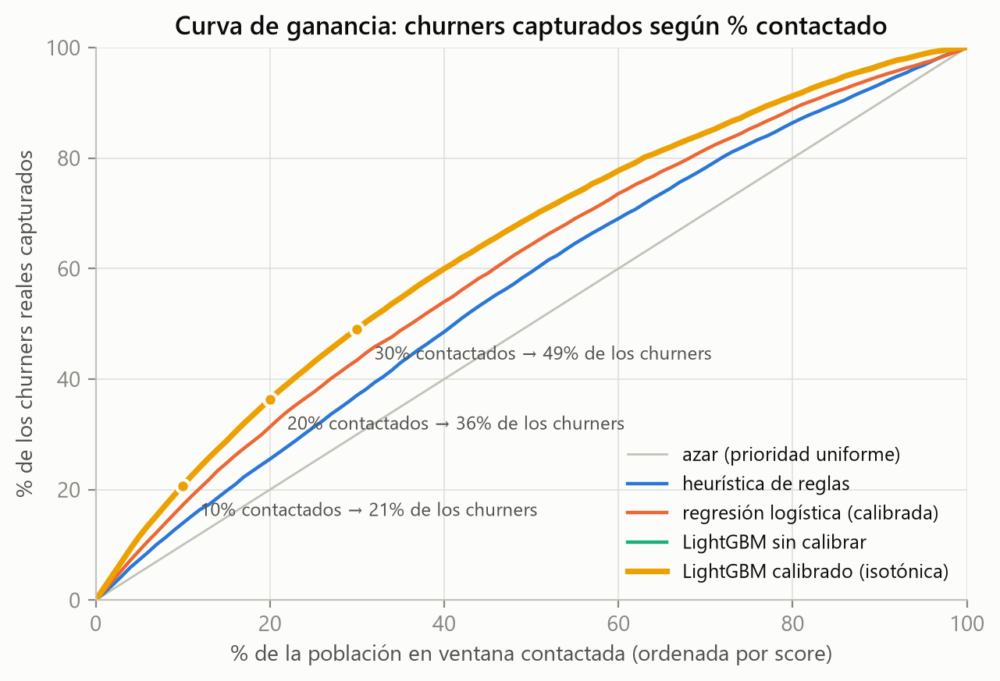 Curva de ganancia: churners capturados según % contactado
% de los churners reales capturados
100
80
60
40
20
0
30% contactados → 49% de los churners
20% contactados → 36% de los churners
10% contactados → 21% de los churners
azar (prioridad uniforme)
heurística de reglas
regresión logística (calibrada)
LightGBM sin calibrar
LightGBM calibrado (isotónica)
0 20 40 60 80 100
% de la población en ventana contactada (ordenada por score)